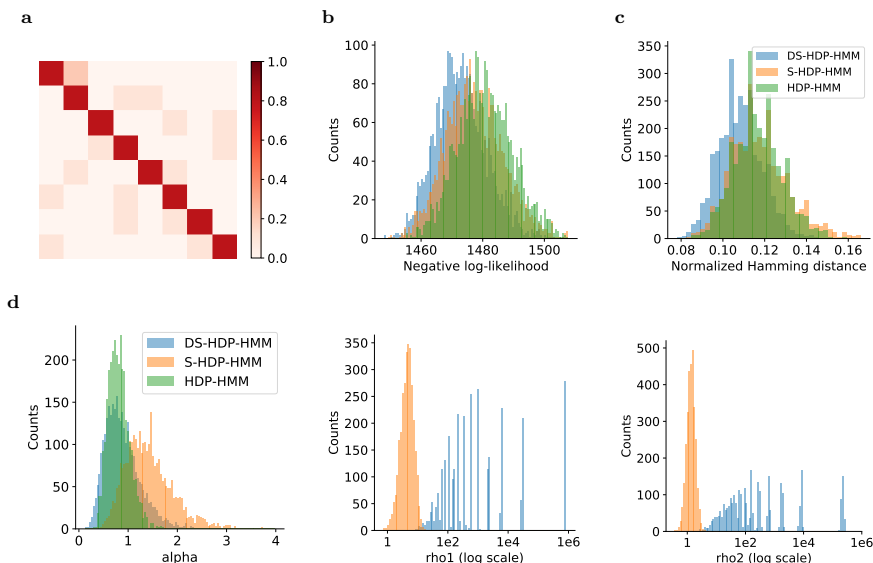 a
1.0
0.8
0.6
0.4
0.2
0.0
b
100
80
60
40
20
0
Counts
1460
1480
1500
Negative log-likelihood
c
350
300
250
200
150
100
50
0
Counts
DS-HDP-HMM
S-HDP-HMM
HDP-HMM
0.08
0.10
0.12
0.14
0.16
Normalized Hamming distance
d
200
150
100
50
0
Counts
DS-HDP-HMM
S-HDP-HMM
HDP-HMM
0
1
2
3
4
alpha
350
300
250
200
150
100
50
0
Counts
1
1e2
1e4
1e6
rho1 (log scale)
500
400
300
200
100
0
Counts
1
1e2
1e4
1e6
rho2 (log scale)